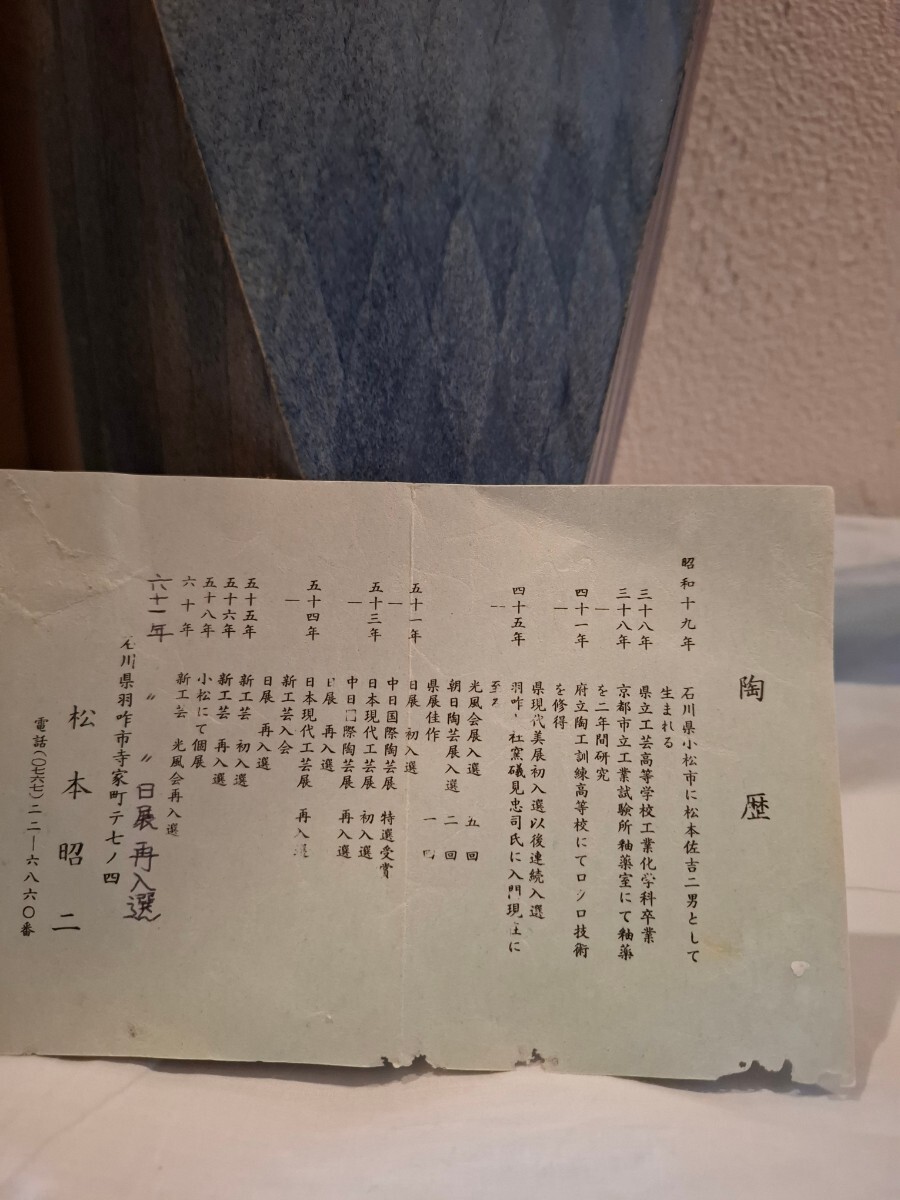 陶歴
昭和十九年 石川県小松市に松本佐吉二男として
生まれる
三十八年 県立工芸高等学校工業化学科卒業
三十八年 京都市立工業試験所釉薬室にて釉薬
｜ を二年間研究
四十一年 府立陶工訓練高等校にてロクロ技術
｜ を修得
県現代美展初入選以後連続入選
四十五年 羽咋 社窯礒見忠司氏に入門現在に
｜ 至る
光風会展入選 五回
朝日陶芸展入選 二回
県展佳作 一
五十一年 日展 初入選
｜ 中日国際陶芸展 特選受賞
五十三年 日本現代工芸展 初入選
｜ 中日国際陶芸展 再入選
日展 再入選
五十四年 日本現代工芸展 再入選
｜ 新工芸入会
日展 再入選
五十五年 新工芸 初入選
五十六年 新工芸 再入選
五十八年 小松にて個展
六十年 新工芸 光風会再入選
六十一年 〃 〃 日展再入選
石川県羽咋市寺家町テ七ノ四
松本昭二
電話(〇七六七)二二―六八六〇番